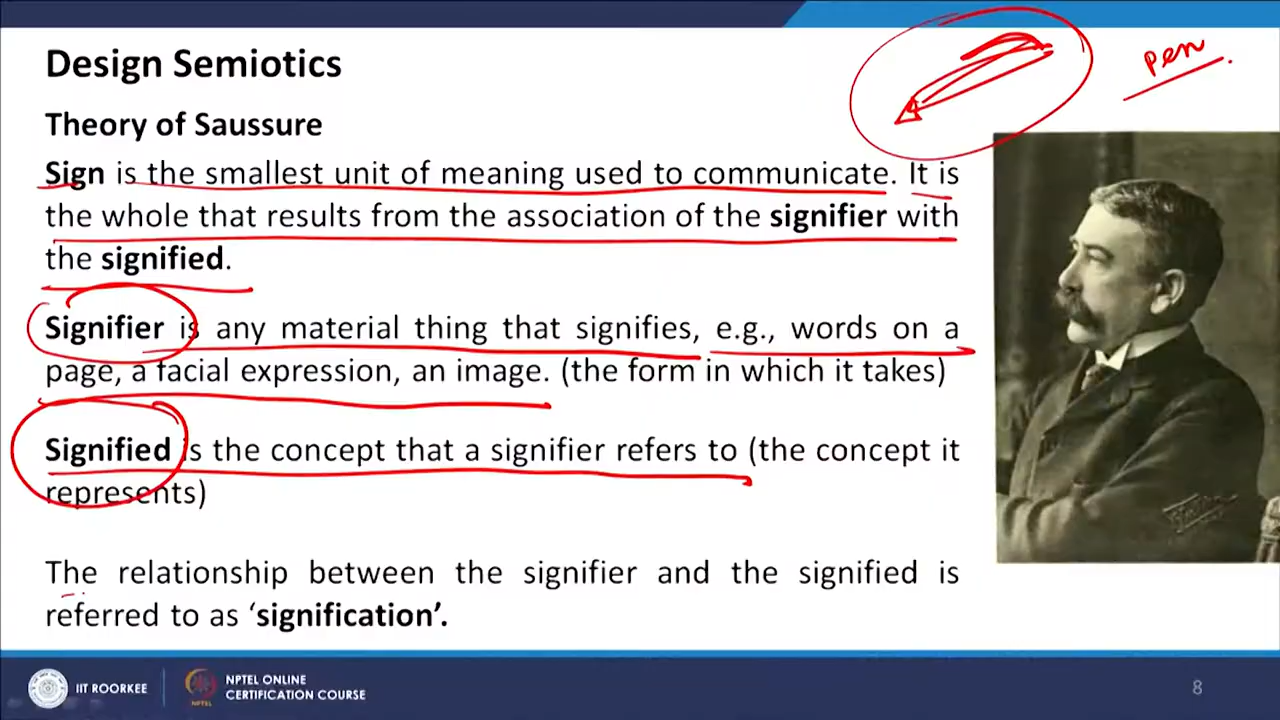 Design Semiotics
pen
Theory of Saussure
Sign is the smallest unit of meaning used to communicate. It is
the whole that results from the association of the signifier with
the signified.
Signifier is any material thing that signifies, e.g., words on a
page, a facial expression, an image. (the form in which it takes)
Signified is the concept that a signifier refers to (the concept it
represents)
The relationship between the signifier and the signified is
referred to as ‘signification’.
IIT ROORKEE
NPTEL ONLINE
CERTIFICATION COURSE
8